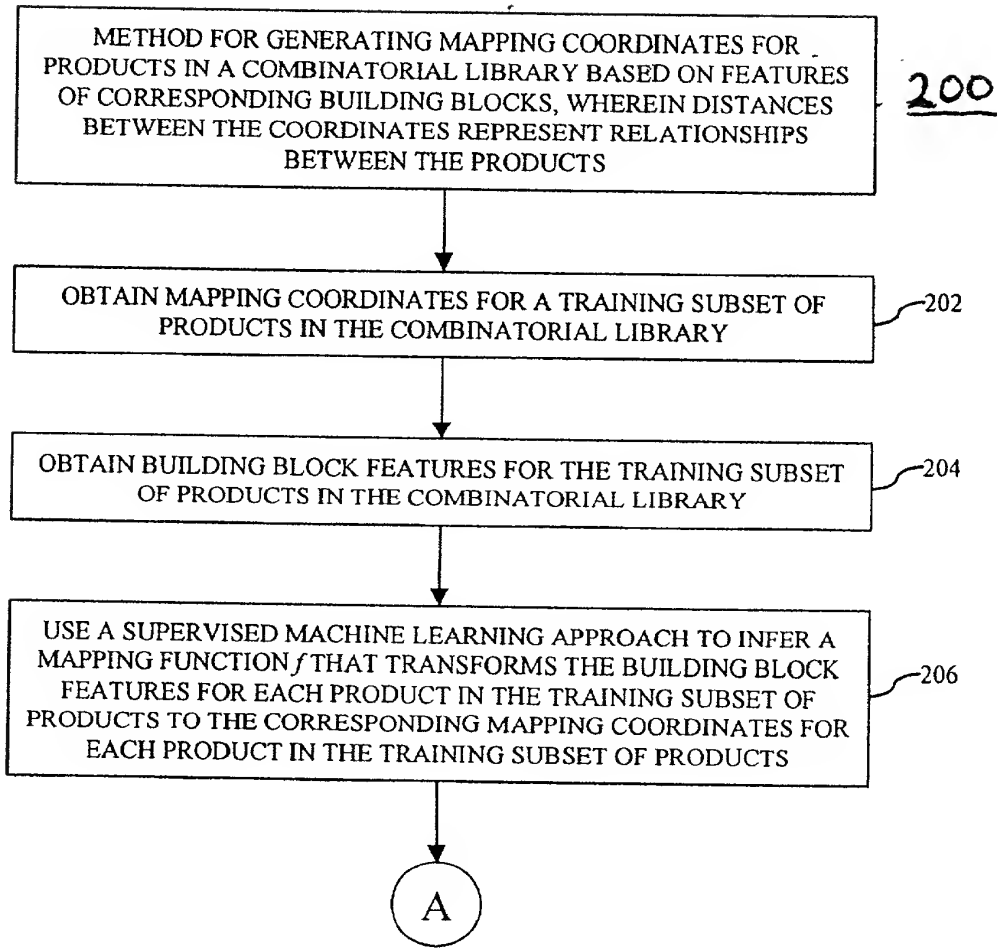 METHOD FOR GENERATING MAPPING COORDINATES FOR
PRODUCTS IN A COMBINATORIAL LIBRARY BASED ON FEATURES
OF CORRESPONDING BUILDING BLOCKS, WHEREIN DISTANCES
BETWEEN THE COORDINATES REPRESENT RELATIONSHIPS
BETWEEN THE PRODUCTS
200
OBTAIN MAPPING COORDINATES FOR A TRAINING SUBSET OF
PRODUCTS IN THE COMBINATORIAL LIBRARY
202
OBTAIN BUILDING BLOCK FEATURES FOR THE TRAINING SUBSET
OF PRODUCTS IN THE COMBINATORIAL LIBRARY
204
USE A SUPERVISED MACHINE LEARNING APPROACH TO INFER A
MAPPING FUNCTION f THAT TRANSFORMS THE BUILDING BLOCK
FEATURES FOR EACH PRODUCT IN THE TRAINING SUBSET OF
PRODUCTS TO THE CORRESPONDING MAPPING COORDINATES FOR
EACH PRODUCT IN THE TRAINING SUBSET OF PRODUCTS
206
A